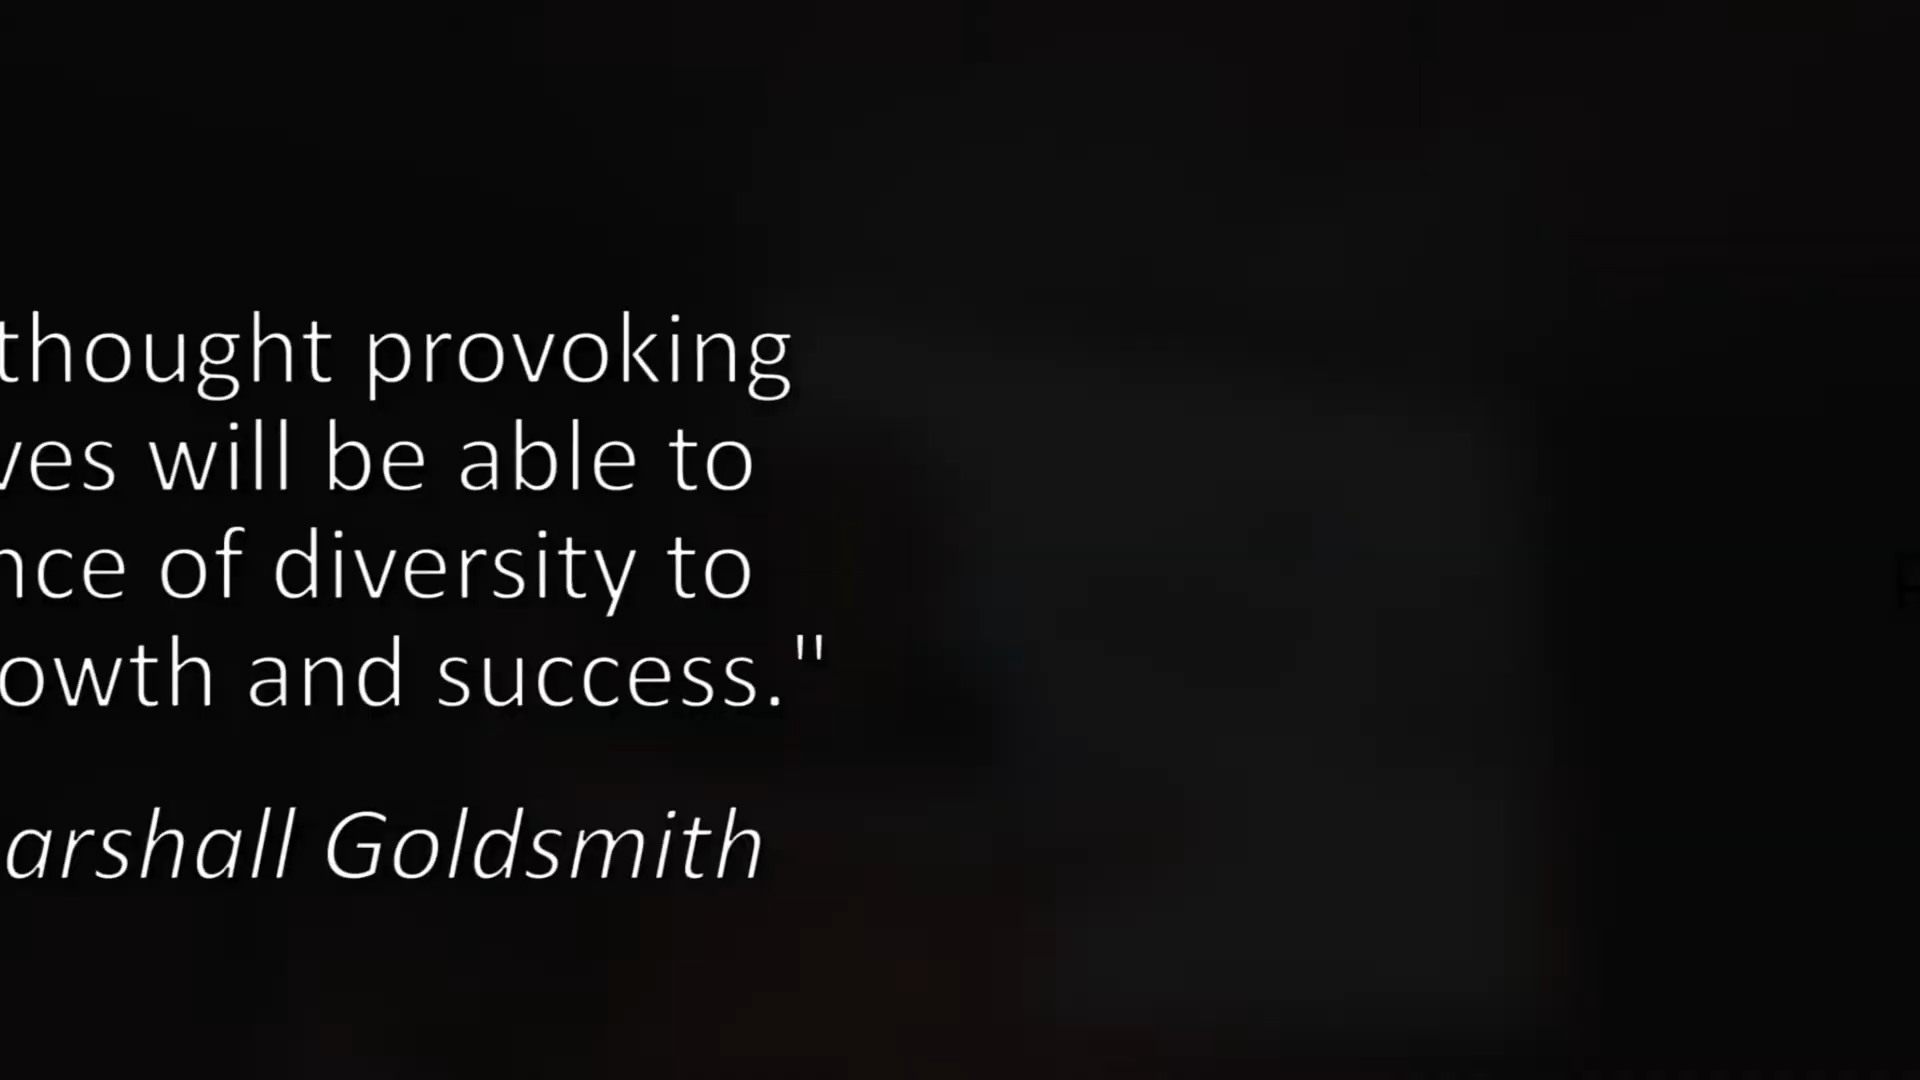 thought provoking
ves will be able to
nce of diversity to
owth and success."
arshall Goldsmith